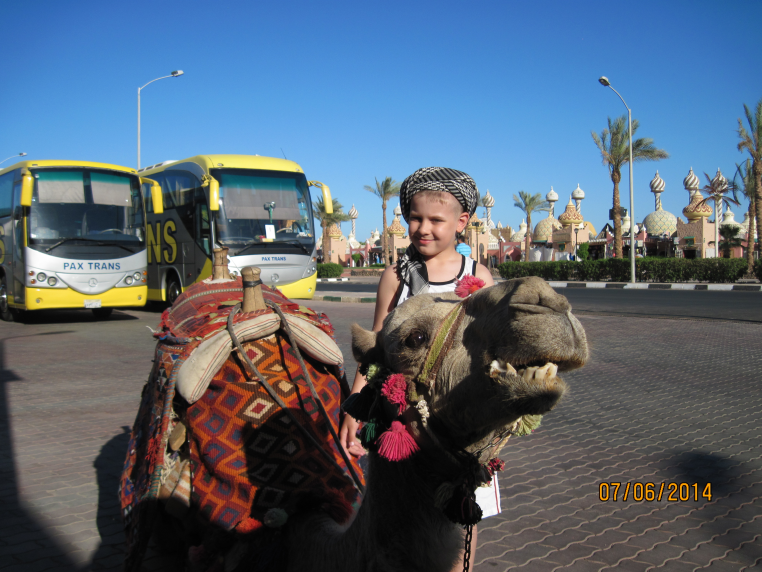 PAX TRANS
NS
PAX TRANS
07/06/2014